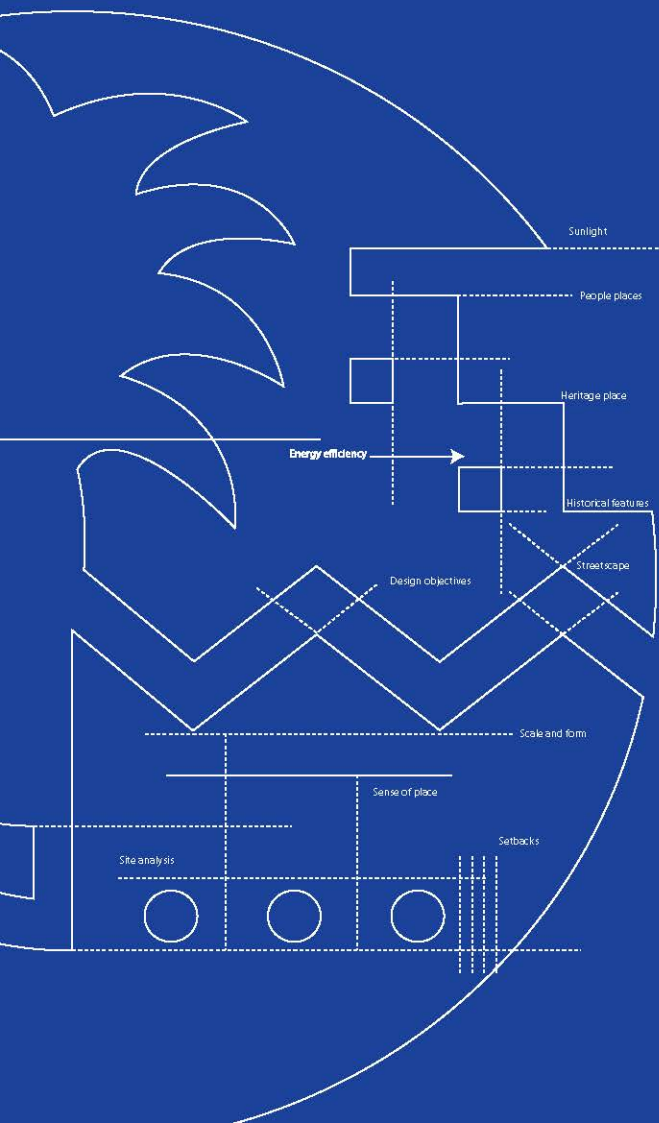 Sunlight
People places
Heritage place
Energy efficiency
Historical features
Streetscape
Design objectives
Scale and form
Sense of place
Setbacks
Site analysis